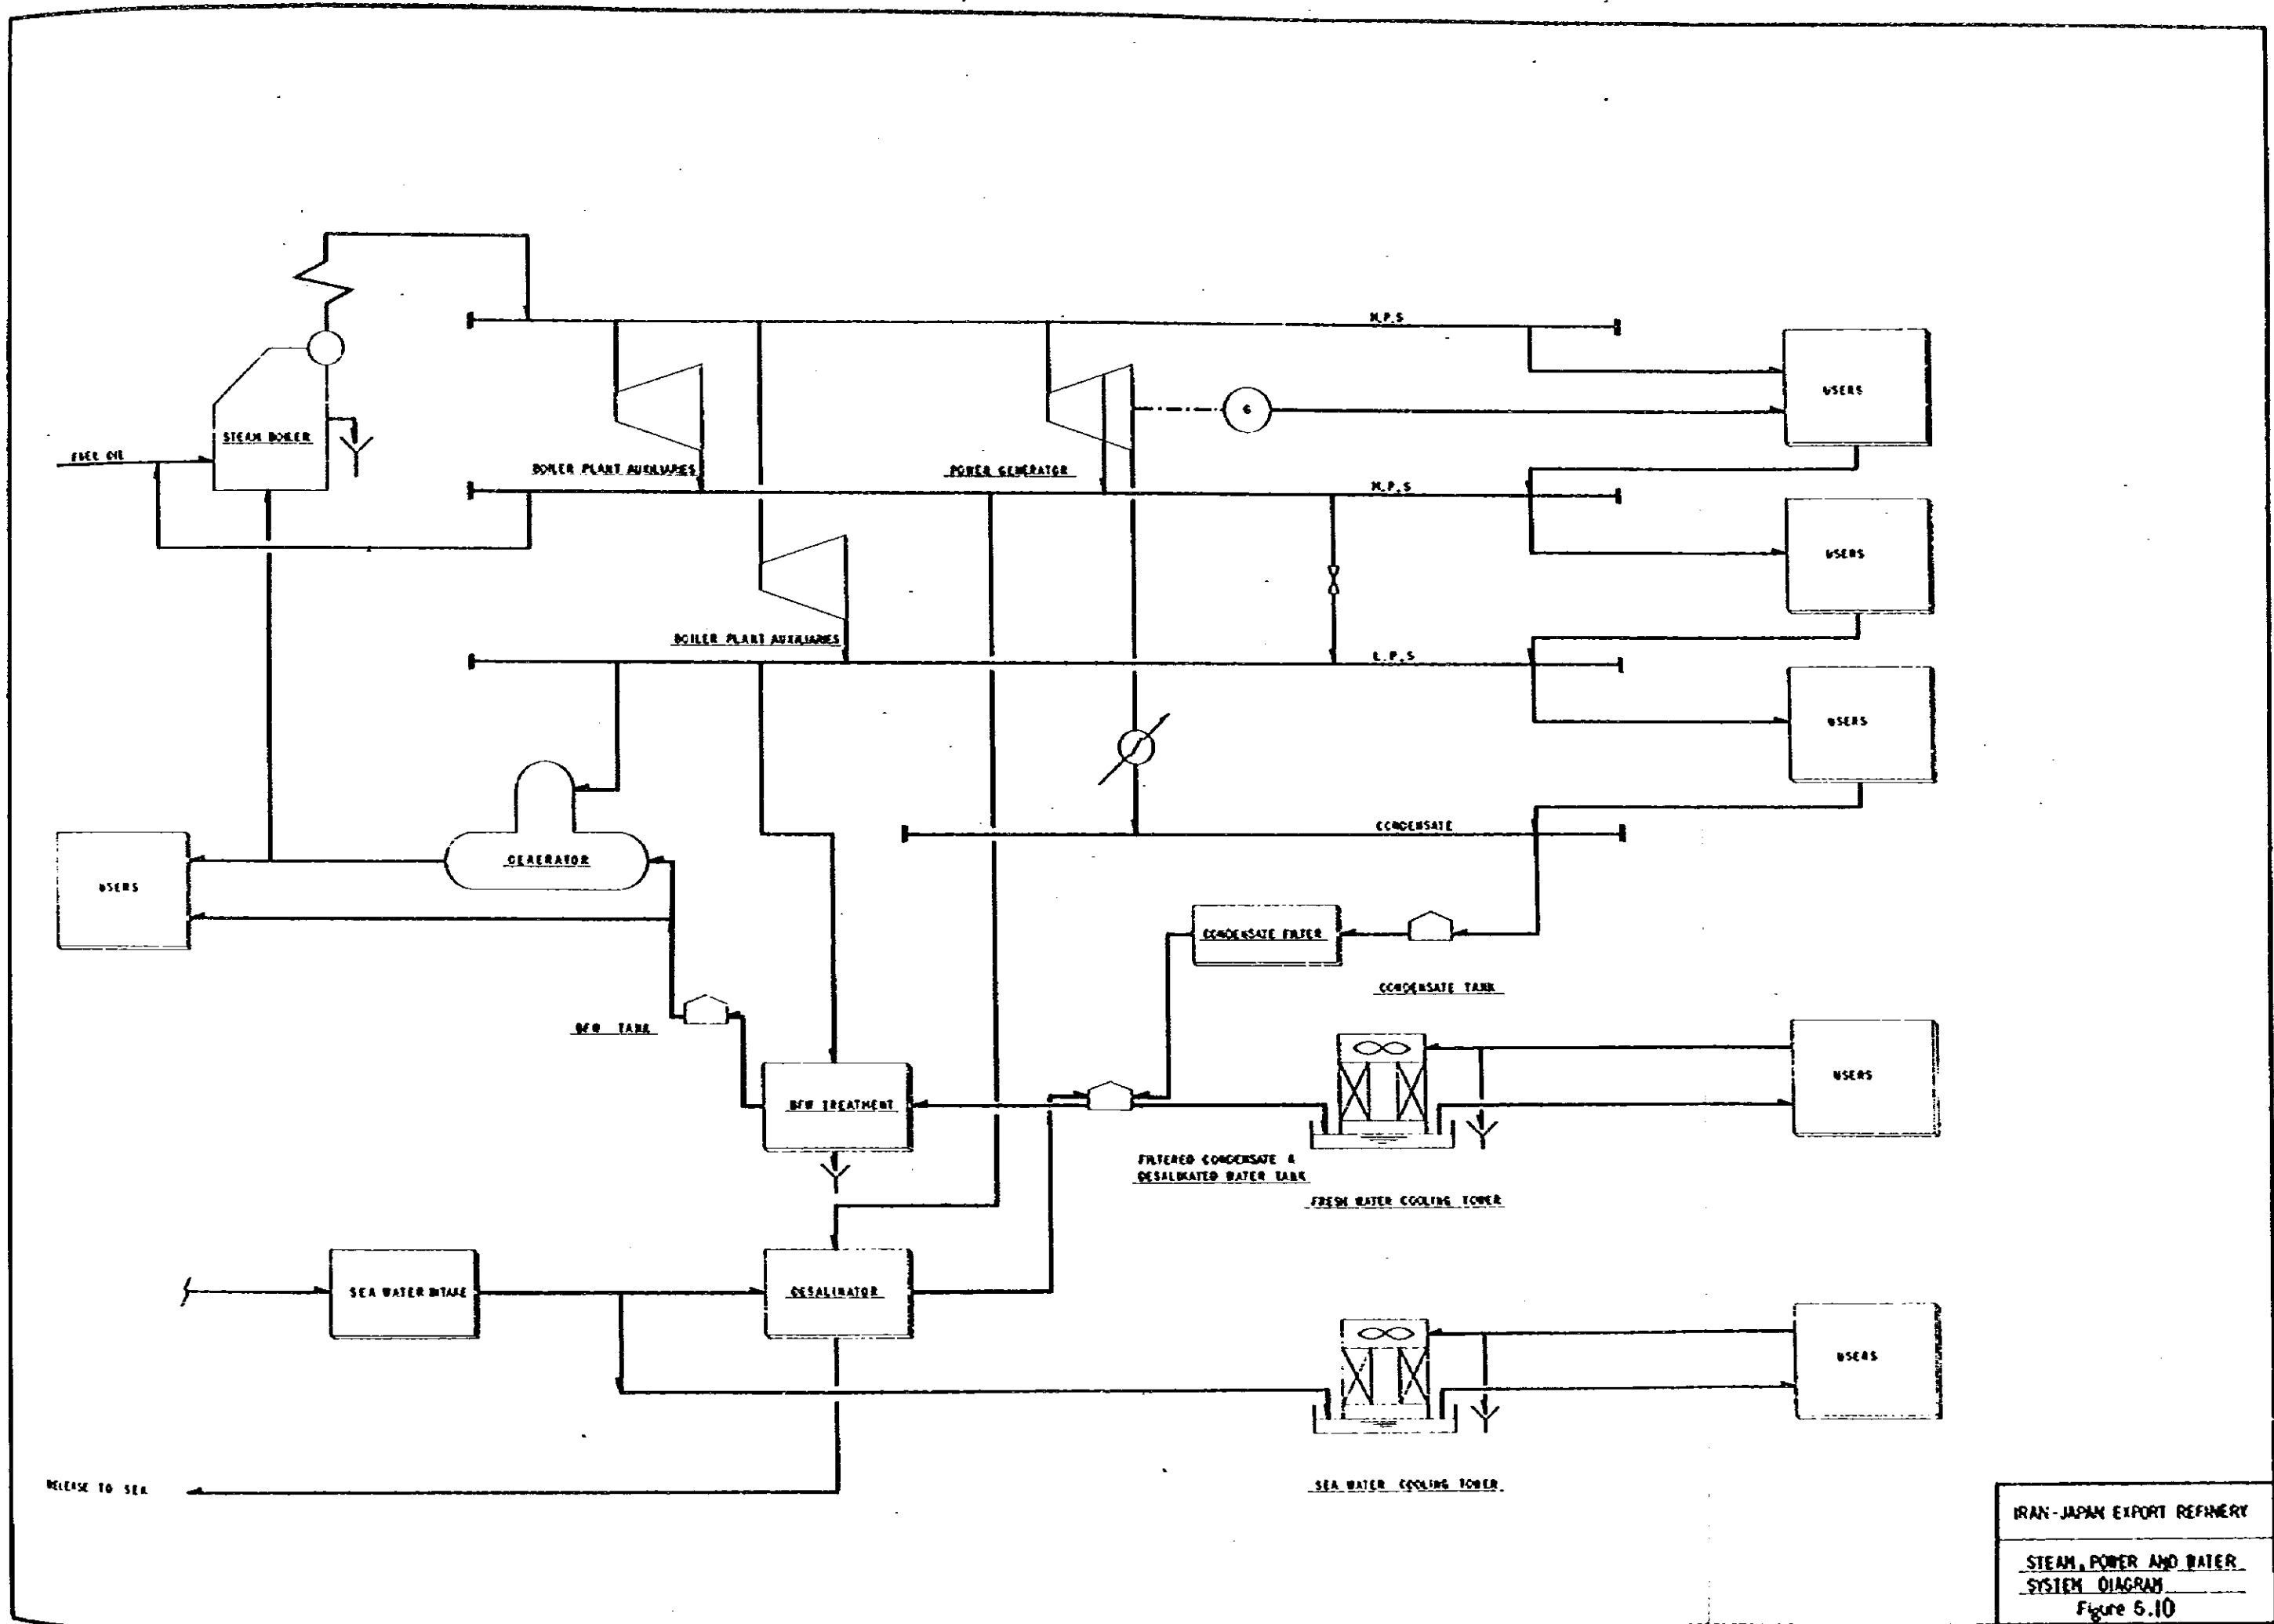 STEAM BOILER
FUEL OIL
BOILER PLANT AUXILIARIES
POWER GENERATOR
G
USERS
M.P.S
USERS
BOILER PLANT AUXILIARIES
L.P.S
USERS
CONDENSATE
USERS
CONDENSATE FILTER
CONDENSATE TANK
BFW TANK
BFW TREATMENT
USERS
FILTERED CONDENSATE &
DESALINATED WATER TANK
FRESH WATER COOLING TOWER
SEA WATER INTAKE
DESALINATOR
USERS
RELEASE TO SEA
SEA WATER COOLING TOWER
IRAN-JAPAN EXPORT REFINERY
STEAM, POWER AND WATER
SYSTEM DIAGRAM
Figure 6.10